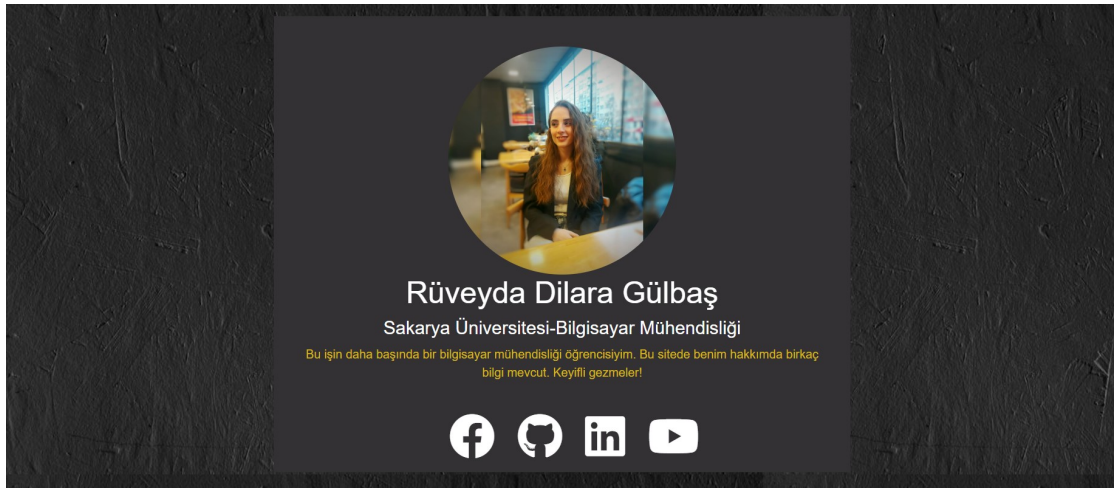 Rüveyda Dilara Gülbaş
Sakarya Üniversitesi-Bilgisayar Mühendisliği
Bu işin daha başında bir bilgisayar mühendisliği öğrencisiyim. Bu sitede benim hakkımda birkaç
bilgi mevcut. Keyifli gezmeler!
in